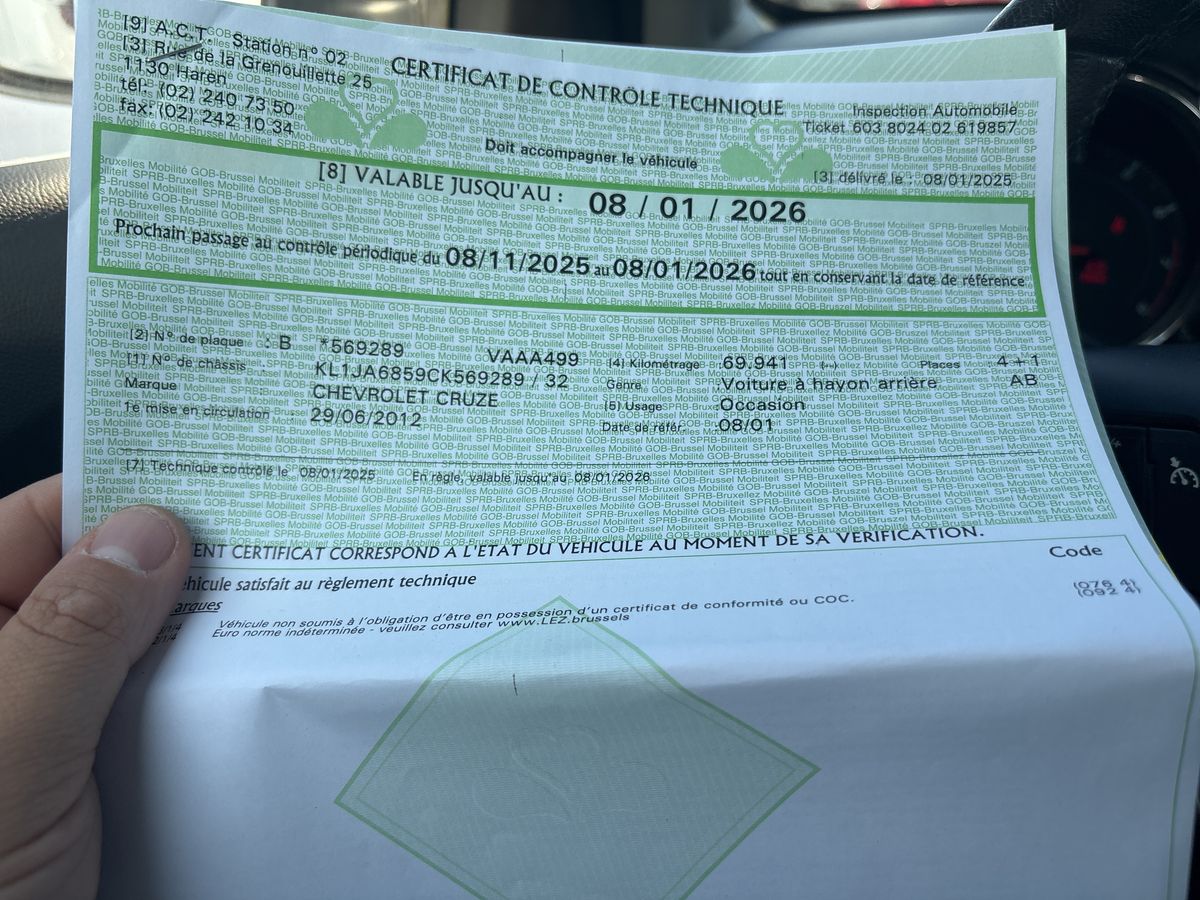 [9] A.C.T. Station n° 02
[3] Rue de la Grenouillette 25
1130 Haren
tél: (02) 240 73 50
fax: (02) 242 10 34
CERTIFICAT DE CONTRÔLE TECHNIQUE
Doit accompagner le véhicule
Inspection Automobile
Ticket 603 8024 02 619857
[3] délivré le : 08/01/2025
[8] VALABLE JUSQU'AU : 08 / 01 / 2026
Prochain passage au contrôle périodique du 08/11/2025 au 08/01/2026 tout en conservant la date de référence
[2] N° de plaque : B *569289 VAAA499
[1] N° de châssis : KL1JA6859CK569289 / 32
Marque CHEVROLET CRUZE
1e mise en circulation : 29/06/2012
[4] Kilométrage : 69.941 (--) Places : 4 + 1
Genre : Voiture à hayon arrière AB
[5] Usage : Occasion
Date de référ. : 08/01
[7] Technique contrôlé le 08/01/2025 En règle, valable jusqu'au 08/01/2026
ENT CERTIFICAT CORRESPOND A L'ETAT DU VEHICULE AU MOMENT DE SA VERIFICATION.
Code
éhicule satisfait au règlement technique
arques
Véhicule non soumis à l'obligation d'être en possession d'un certificat de conformité ou COC. (076 4)
Euro norme indéterminée - veuillez consulter www.LEZ.brussels (092 4)